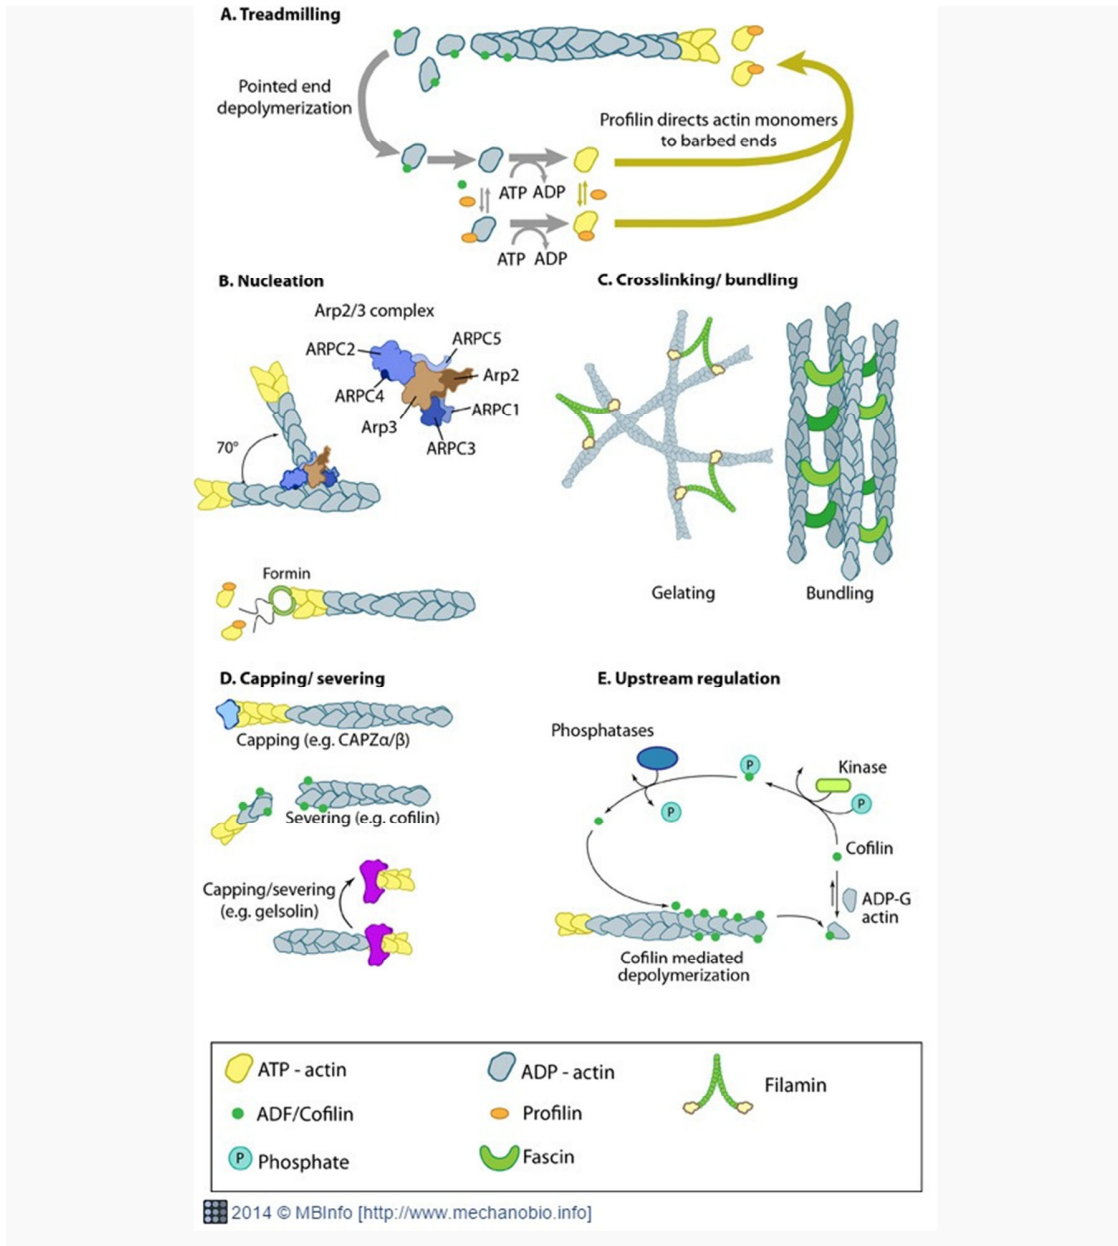 A. Treadmilling
Pointed end
depolymerization
Profilin directs actin monomers
to barbed ends
ATP ADP
ATP ADP
B. Nucleation
Arp2/3 complex
ARPC2
ARPC5
Arp2
ARPC4
ARPC1
Arp3
ARPC3
70°
Formin
C. Crosslinking/ bundling
Gelating
Bundling
D. Capping/ severing
Capping (e.g. CAPZα/β)
Severing (e.g. cofilin)
Capping/severing
(e.g. gelsolin)
E. Upstream regulation
Phosphatases
P
Kinase
P
P
Cofilin
ADP-G
actin
Cofilin mediated
depolymerization
ATP - actin
ADP - actin
Filamin
ADF/Cofilin
Profilin
P Phosphate
Fascin
2014 © MBInfo [http://www.mechanobio.info]